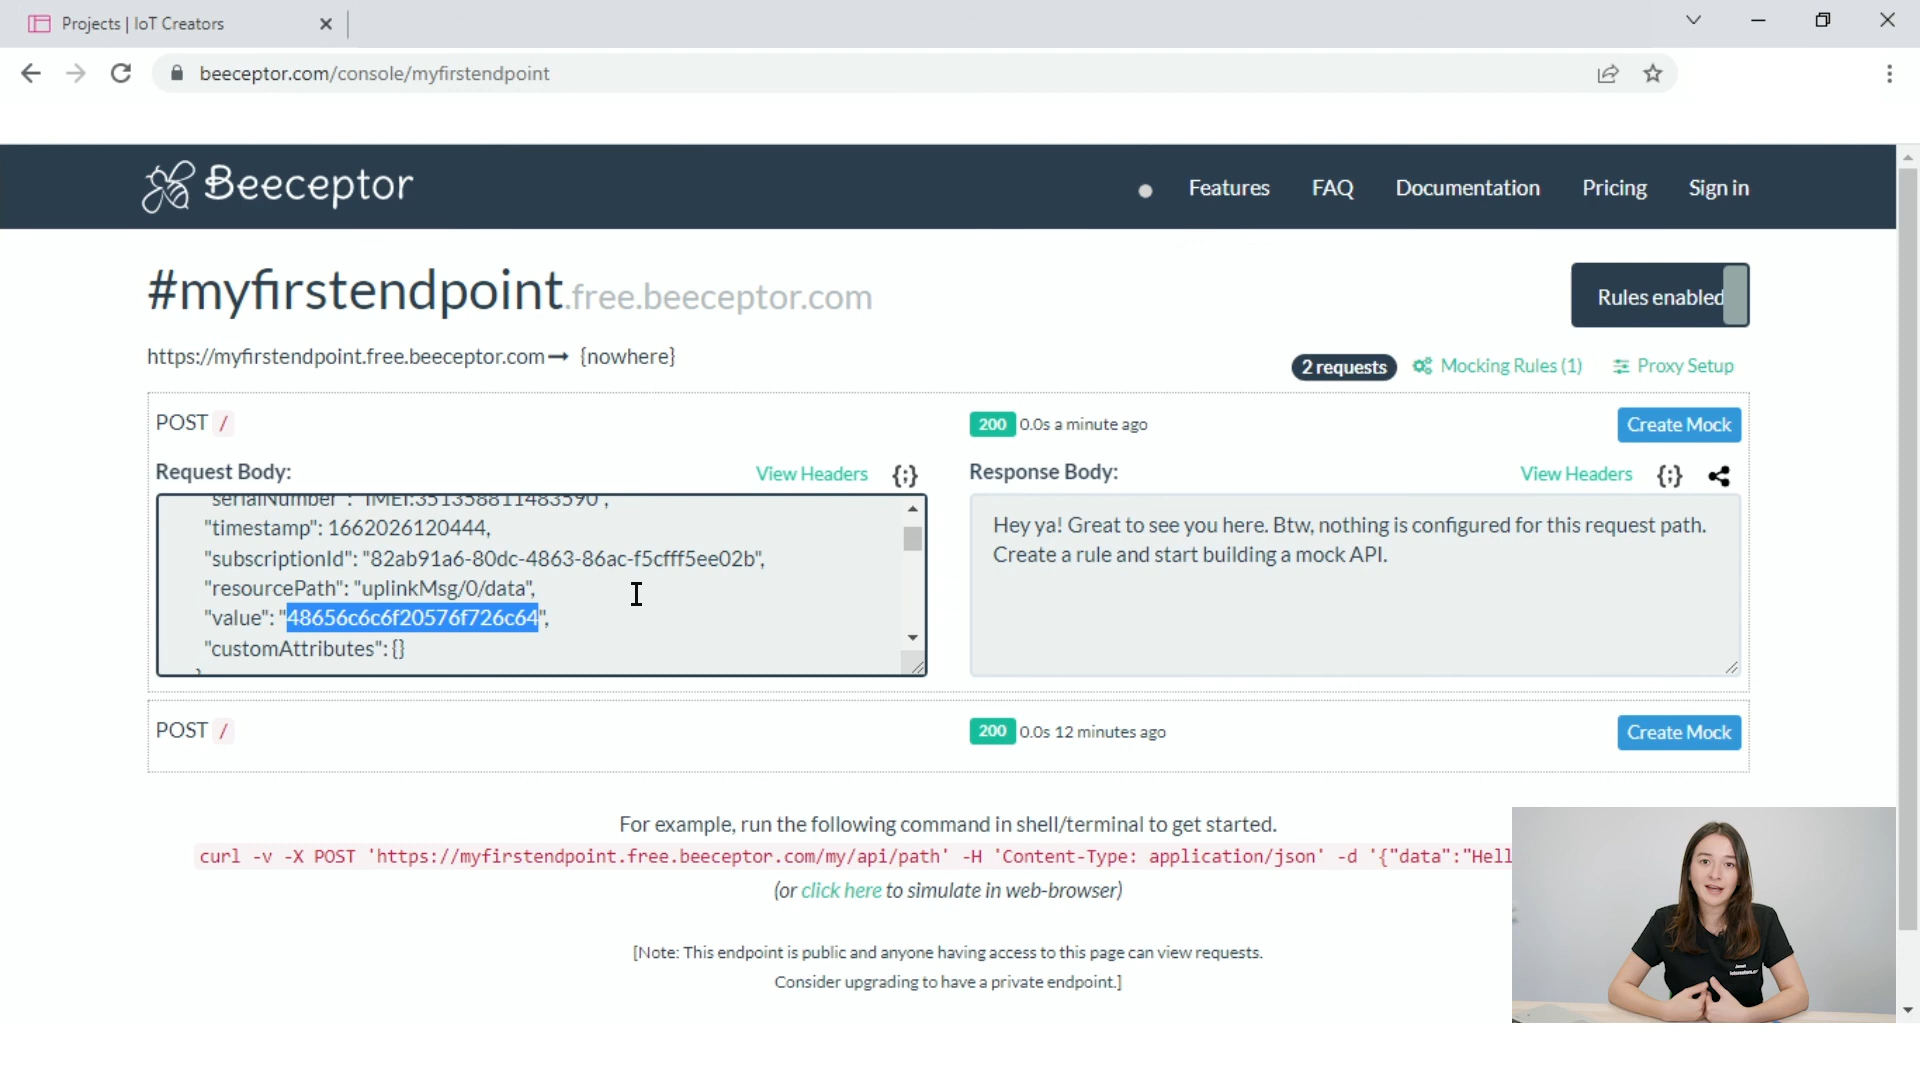 Projects | IoT Creators
beeceptor.com/console/myfirstendpoint
Beeceptor
Features FAQ Documentation Pricing Sign in
#myfirstendpoint.free.beeceptor.com
Rules enabled
https://myfirstendpoint.free.beeceptor.com → {nowhere}
2 requests Mocking Rules (1) Proxy Setup
POST / 200 0.0s a minute ago Create Mock
Request Body: View Headers {;} Response Body: View Headers {;}
"serialNumber": "IMEI:351358811483590",
"timestamp": 1662026120444,
"subscriptionId": "82ab91a6-80dc-4863-86ac-f5cfff5ee02b",
"resourcePath": "uplinkMsg/0/data",
"value": "48656c6c6f20576f726c64",
"customAttributes": {}
Hey ya! Great to see you here. Btw, nothing is configured for this request path.
Create a rule and start building a mock API.
POST / 200 0.0s 12 minutes ago Create Mock
For example, run the following command in shell/terminal to get started.
curl -v -X POST 'https://myfirstendpoint.free.beeceptor.com/my/api/path' -H 'Content-Type: application/json' -d '{"data":"Hell
(or click here to simulate in web-browser)
[Note: This endpoint is public and anyone having access to this page can view requests.
Consider upgrading to have a private endpoint.]